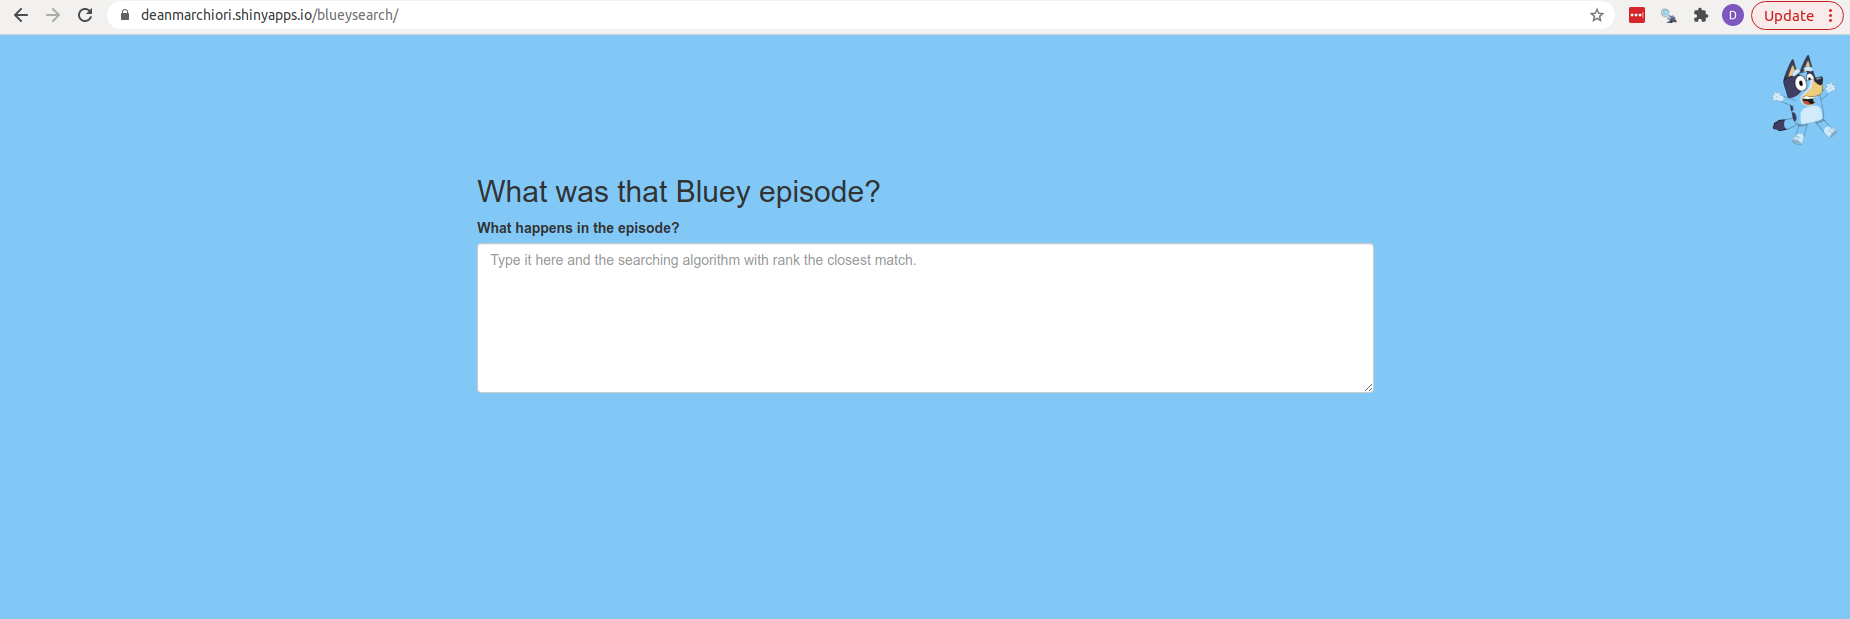 deanmarchiori.shinyapps.io/blueysearch/
D
Update
What was that Bluey episode?
What happens in the episode?
Type it here and the searching algorithm with rank the closest match.